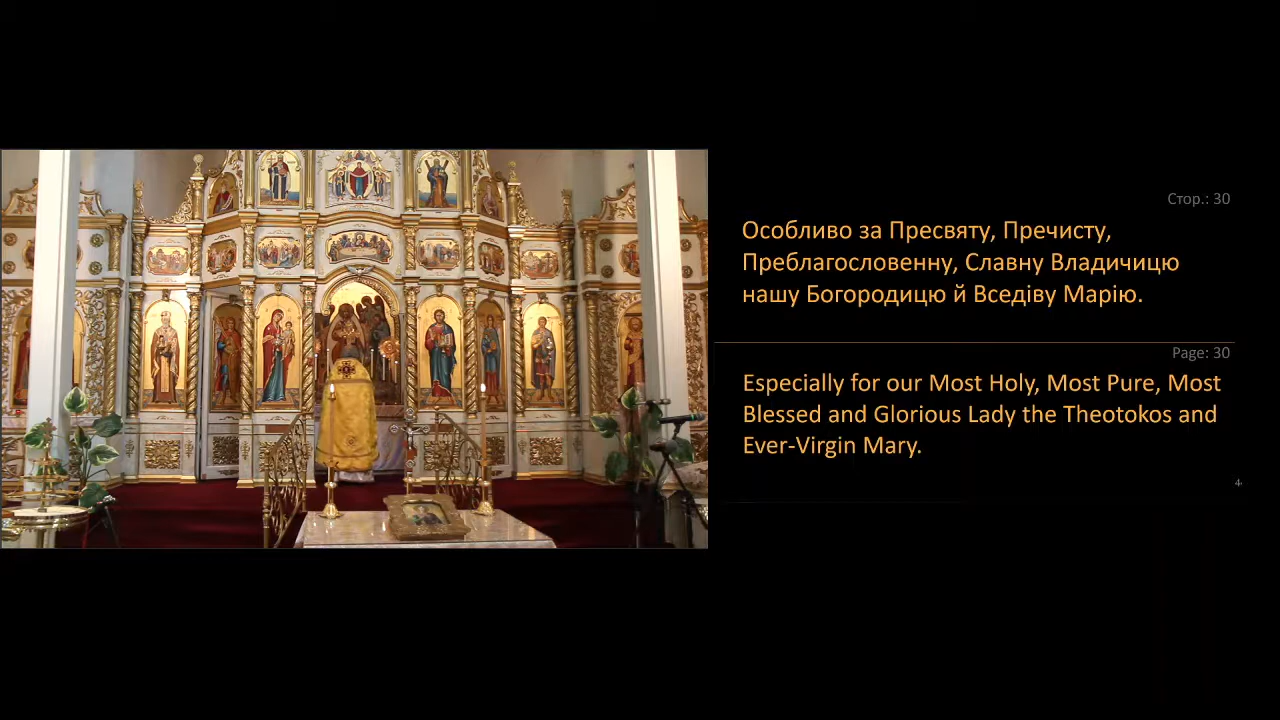 Стор.: 30
Особливо за Пресвяту, Пречисту,
Преблагословенну, Славну Владичицю
нашу Богородицю й Вседіву Марію.
Page: 30
Especially for our Most Holy, Most Pure, Most
Blessed and Glorious Lady the Theotokos and
Ever-Virgin Mary.
4